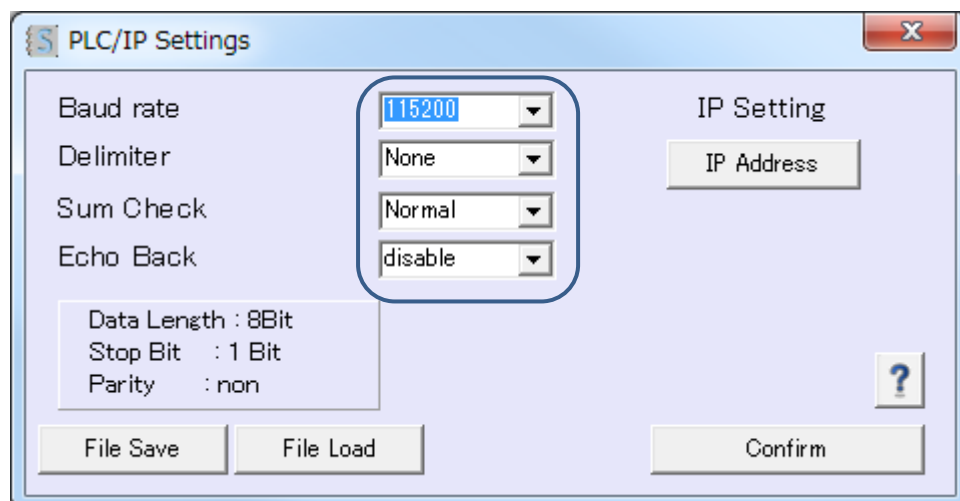 PLC/IP Settings
Baud rate 115200 IP Setting
Delimiter None IP Address
Sum Check Normal
Echo Back disable
Data Length : 8Bit
Stop Bit : 1 Bit
Parity : non
?
File Save File Load Confirm